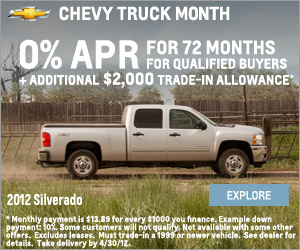 CHEVY TRUCK MONTH
0% APR FOR 72 MONTHS
FOR QUALIFIED BUYERS
+ ADDITIONAL $2,000 TRADE-IN ALLOWANCE*
2012 Silverado
EXPLORE
* Monthly payment is $13.89 for every $1000 you finance. Example down
payment: 10%. Some customers will not qualify. Not available with some other
offers. Excludes leases. Must trade-in a 1999 or newer vehicle. See dealer for
details. Take delivery by 4/30/12.